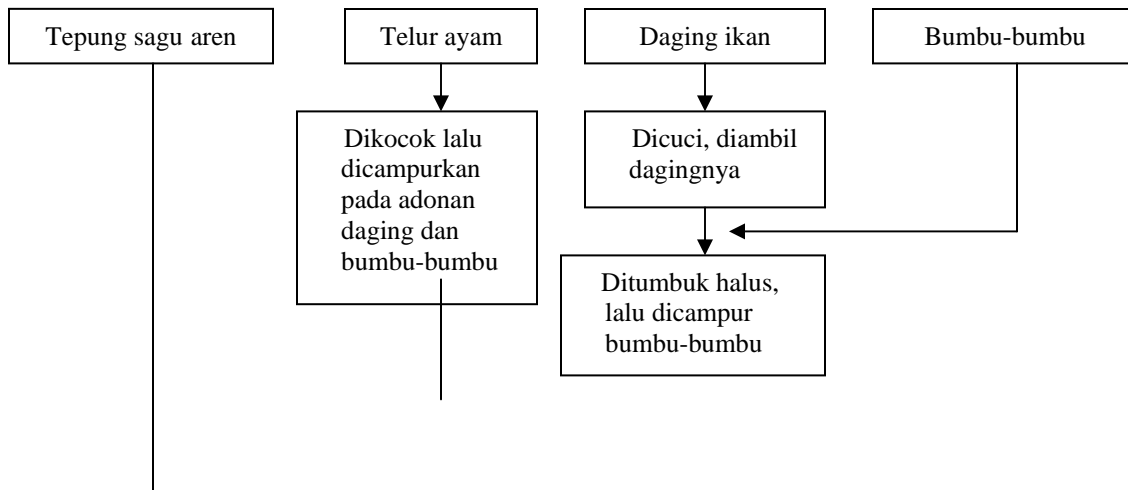 Tepung sagu aren
Telur ayam
Daging ikan
Bumbu-bumbu
Dikocok lalu
dicampurkan
pada adonan
daging dan
bumbu-bumbu
Dicuci, diambil
dagingnya
Ditumbuk halus,
lalu dicampur
bumbu-bumbu